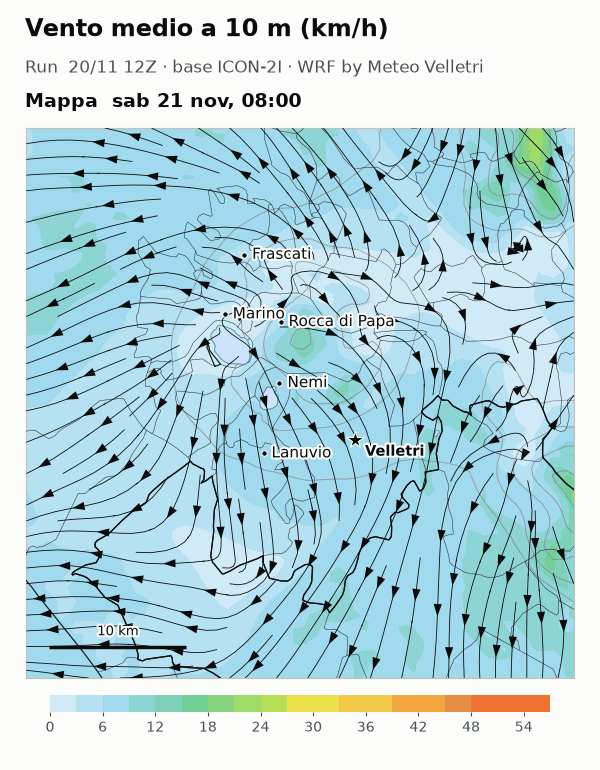 Vento medio a 10 m (km/h)
Run  20/11 12Z · base ICON-2I · WRF by Meteo Velletri
Mappa  sab 21 nov, 08:00
Frascati
Marino
Rocca di Papa
Nemi
Velletri
Lanuvio
10 km
0 6 12 18 24 30 36 42 48 54